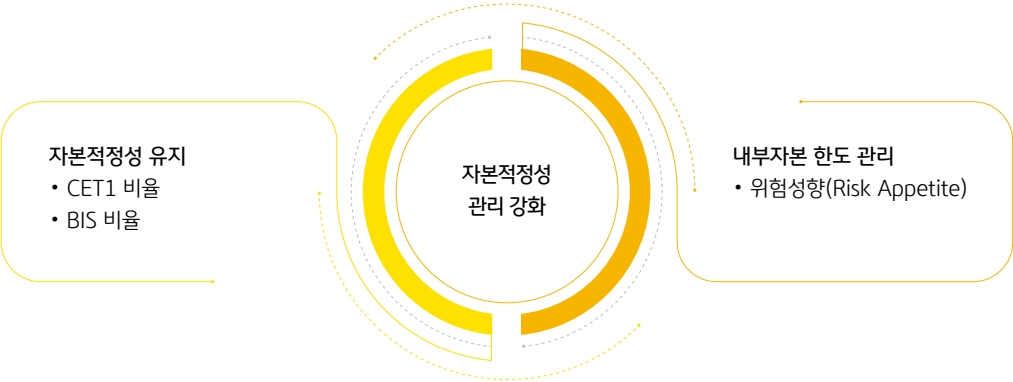 자본적정성 유지
• CET1 비율
• BIS 비율
자본적정성
관리 강화
내부자본 한도 관리
• 위험성향(Risk Appetite)